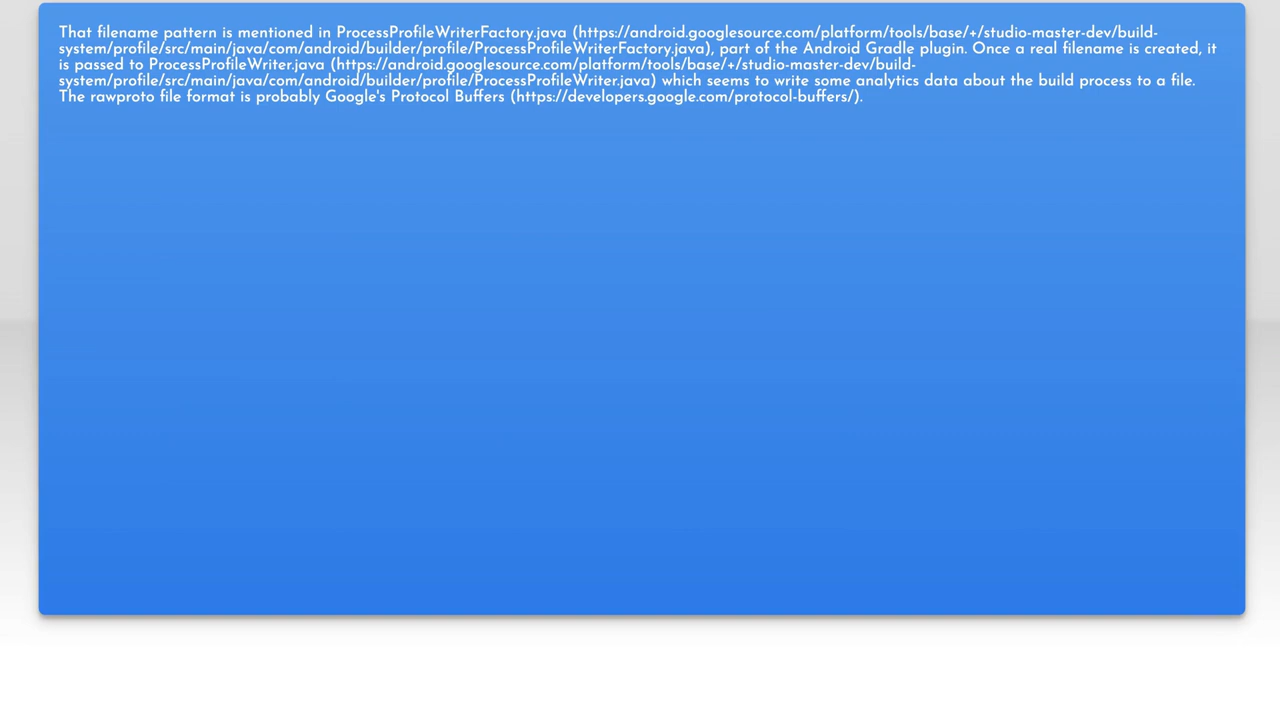 That filename pattern is mentioned in ProcessProfileWriterFactory.java (https://android.googlesource.com/platform/tools/base/+/studio-master-dev/build-
system/profile/src/main/java/com/android/builder/profile/ProcessProfileWriterFactory.java), part of the Android Gradle plugin. Once a real filename is created, it
is passed to ProcessProfileWriter.java (https://android.googlesource.com/platform/tools/base/+/studio-master-dev/build-
system/profile/src/main/java/com/android/builder/profile/ProcessProfileWriter.java) which seems to write some analytics data about the build process to a file.
The rawproto file format is probably Google's Protocol Buffers (https://developers.google.com/protocol-buffers/).